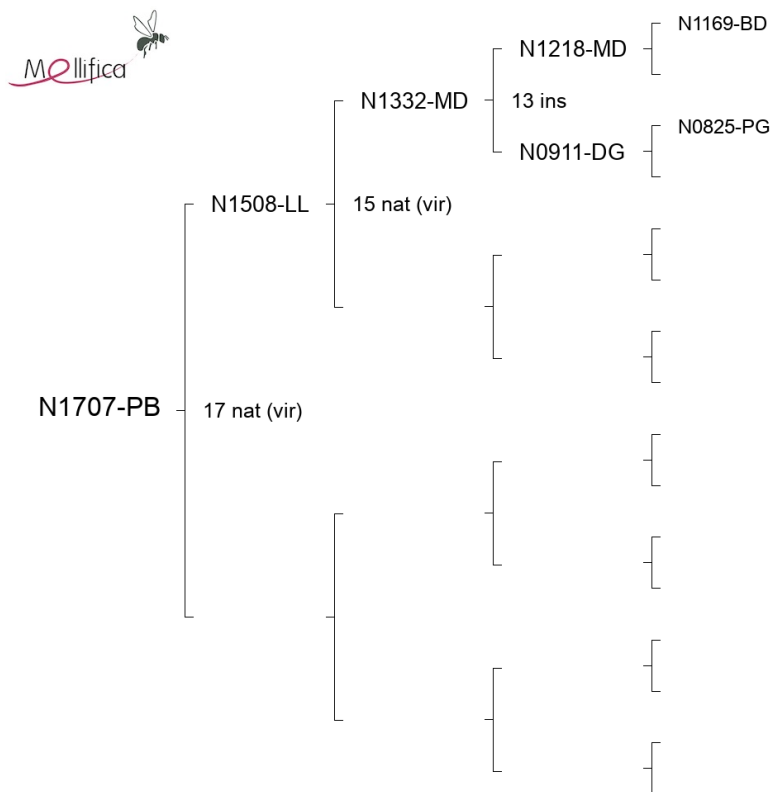 Mellifica
N1169-BD
N1218-MD
N1332-MD
13 ins
N0825-PG
N0911-DG
N1508-LL
15 nat (vir)
N1707-PB
17 nat (vir)